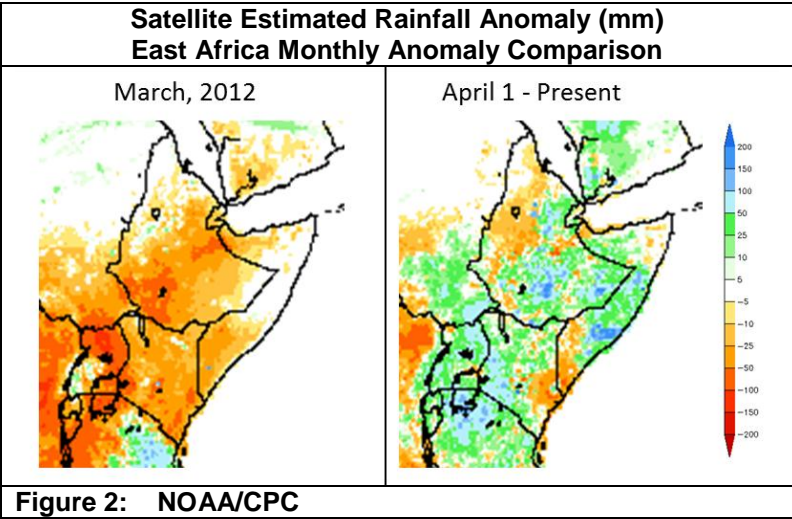 Satellite Estimated Rainfall Anomaly (mm)
East Africa Monthly Anomaly Comparison
March, 2012
April 1 - Present
200
150
100
50
25
10
5
-5
-10
-25
-50
-100
-150
-200
Figure 2: NOAA/CPC